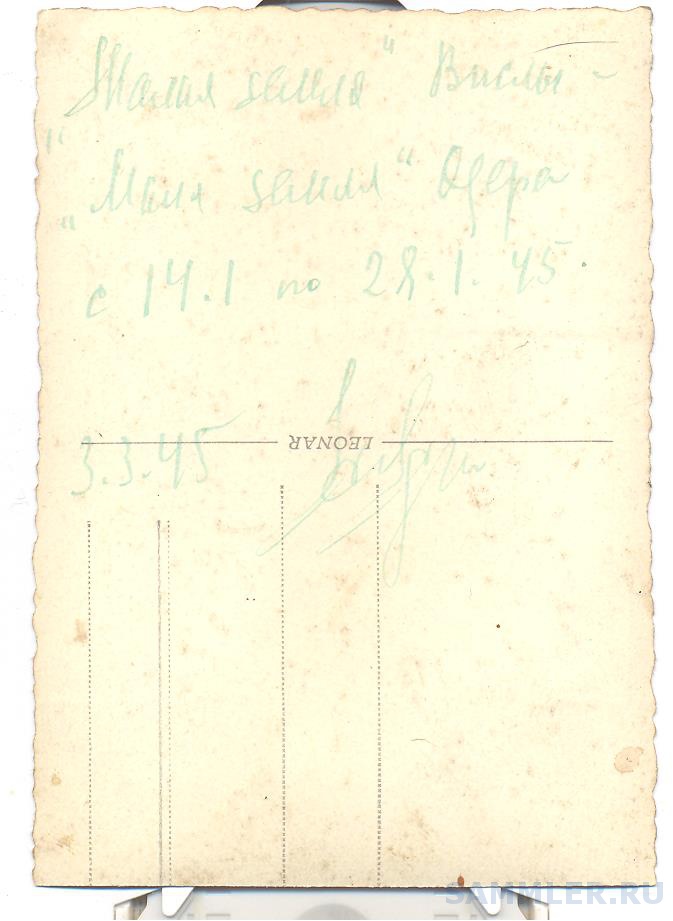 "Малая земля" Вислы -
"Малая земля" Одера
с 14.1 по 28.1.45.
LEONAR
3.3.45
SAMMLER.RU